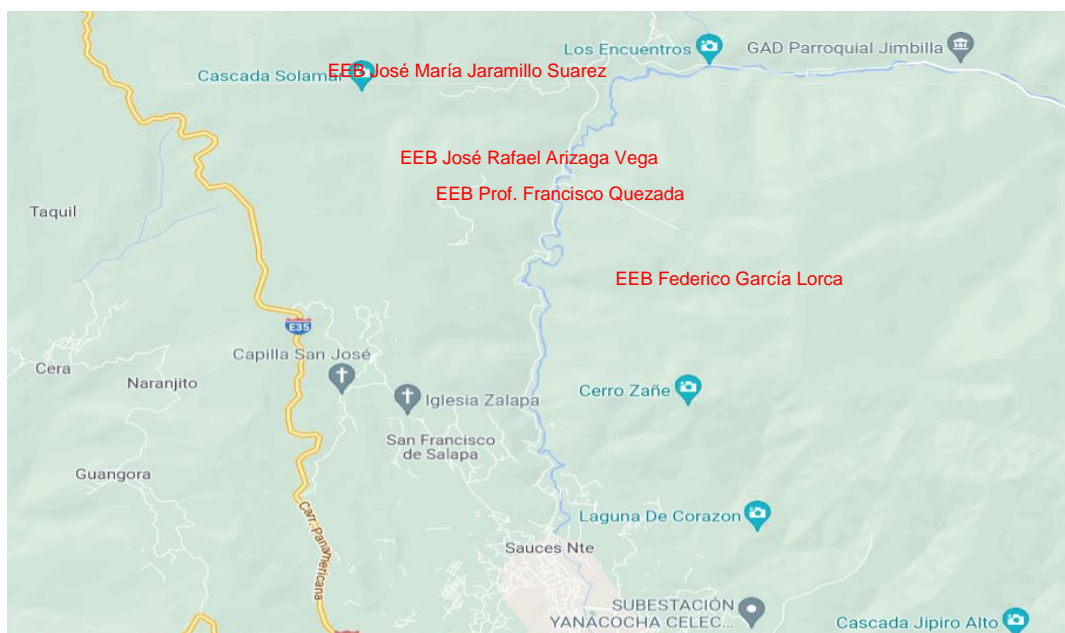 Los Encuentros
GAD Parroquial Jimbilla
Cascada Solamar
EEB José María Jaramillo Suarez
EEB José Rafael Arizaga Vega
EEB Prof. Francisco Quezada
Taquil
EEB Federico García Lorca
E35
Capilla San José
Cera
Naranjito
Cerro Zañe
Iglesia Zalapa
San Francisco
de Salapa
Guangora
Carr. Panamericana
Laguna De Corazon
Sauces Nte
SUBESTACIÓN
YANACOCHA CELEC...
Cascada Jipiro Alto